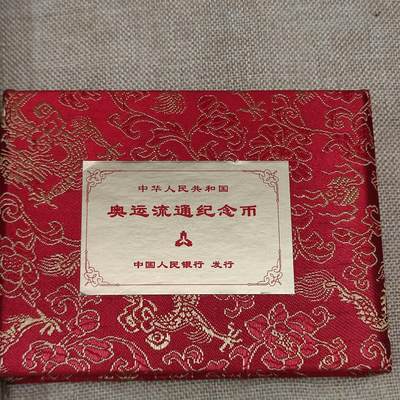 中华人民共和国
奥运流通纪念币
中国人民银行 发行